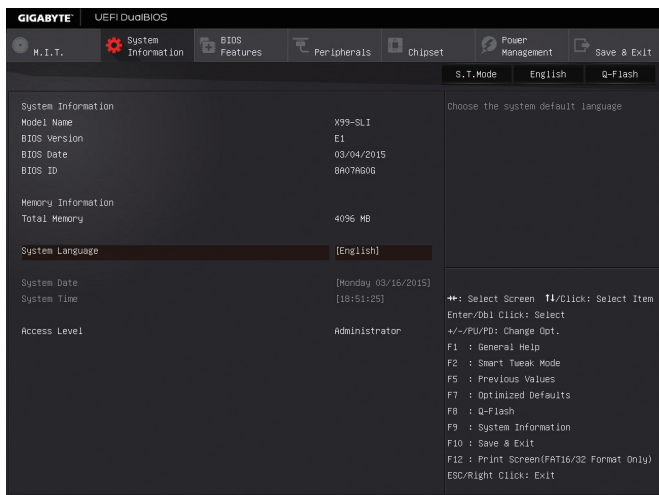 GIGABYTE™ UEFI DualBIOS
M.I.T.
System Information
BIOS Features
Peripherals
Chipset
Power Management
Save & Exit
S.T.Mode English Q-Flash
System Information
Model Name X99-SLI
BIOS Version E1
BIOS Date 03/04/2015
BIOS ID 8A07AG0G
Memory Information
Total Memory 4096 MB
System Language [English]
System Date [Monday 03/16/2015]
System Time [18:51:25]
Access Level Administrator
Choose the system default language
→←: Select Screen ↑↓/Click: Select Item
Enter/Dbl Click: Select
+/-/PU/PD: Change Opt.
F1 : General Help
F2 : Smart Tweak Mode
F5 : Previous Values
F7 : Optimized Defaults
F8 : Q-Flash
F9 : System Information
F10 : Save & Exit
F12 : Print Screen(FAT16/32 Format Only)
ESC/Right Click: Exit